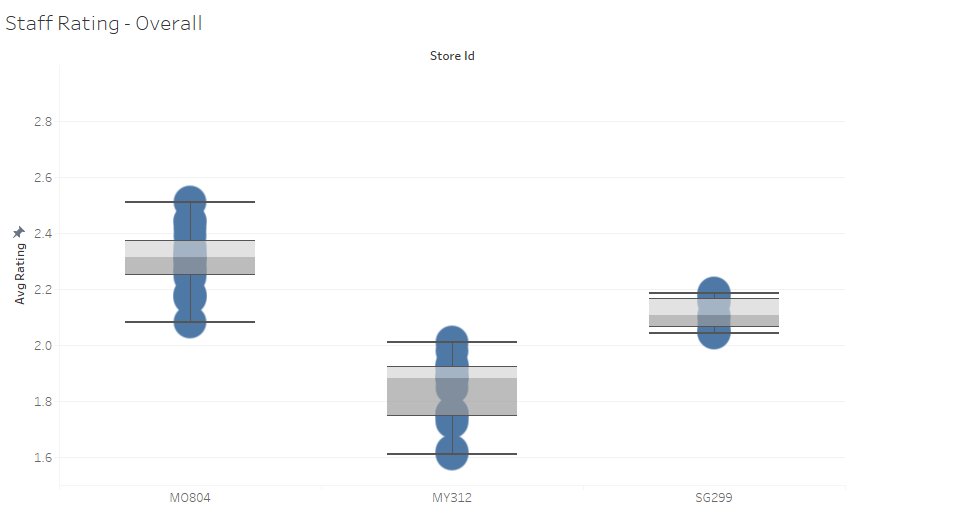 Staff Rating - Overall
Store Id
Avg Rating
2.8
2.6
2.4
2.2
2.0
1.8
1.6
MO804
MY312
SG299